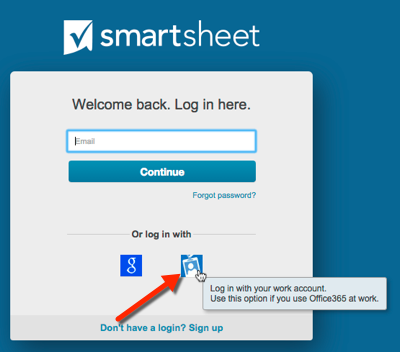 smartsheet
Welcome back. Log in here.
Email
Continue
Forgot password?
Or log in with
g
Log in with your work account.
Use this option if you use Office365 at work.
Don't have a login? Sign up